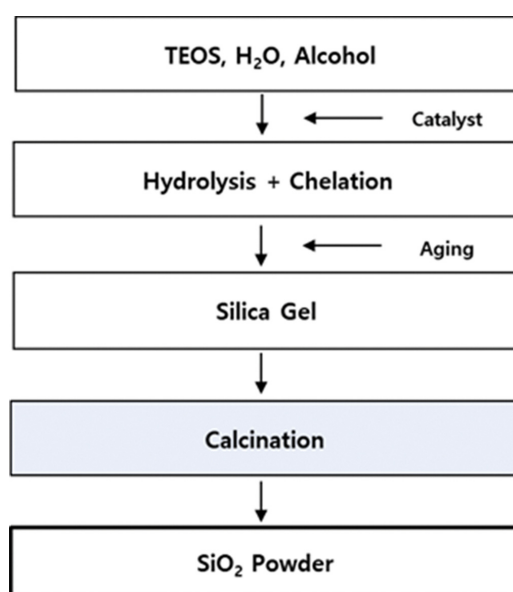 TEOS, H₂O, Alcohol
Catalyst
Hydrolysis + Chelation
Aging
Silica Gel
Calcination
SiO₂ Powder